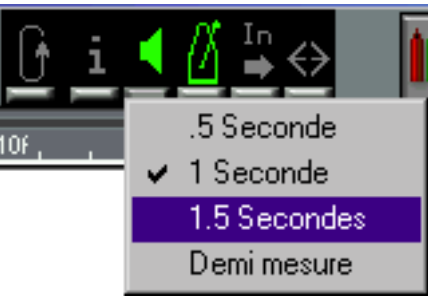 i
In
10f
.5 Seconde
1 Seconde
1.5 Secondes
Demi mesure